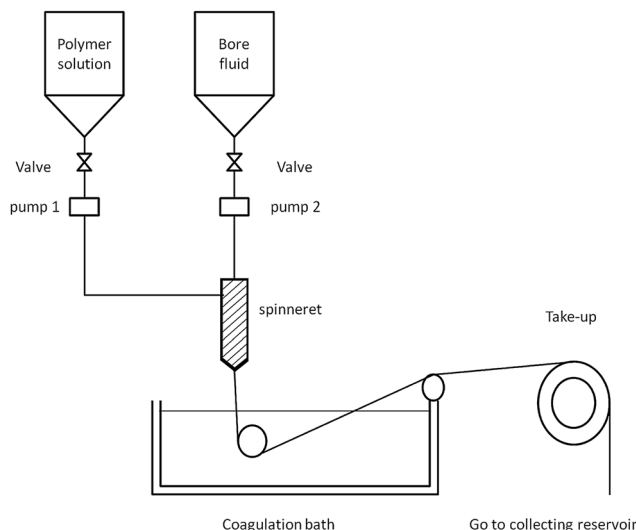 Polymer
solution
Bore
fluid
Valve
Valve
pump 1
pump 2
spinneret
Take-up
Coagulation bath
Go to collecting reservoir